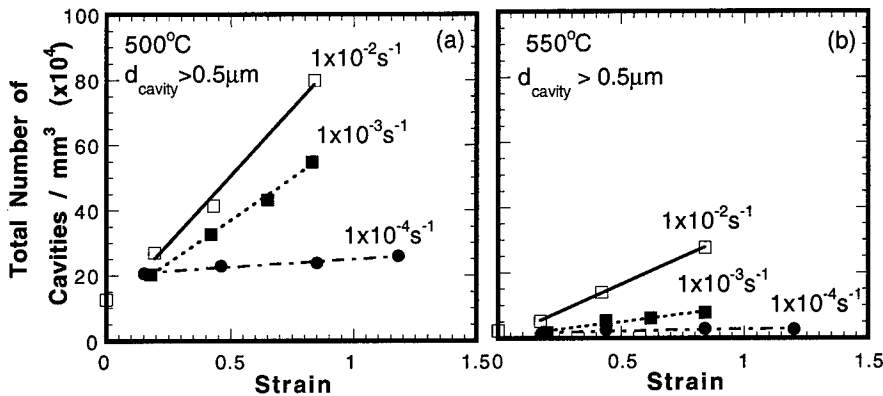 Total Number of
Cavities / mm³ (x10⁴)
100
80
60
40
20
0
500°C
d_cavity >0.5µm
(a)
1x10⁻²s⁻¹
1x10⁻³s⁻¹
1x10⁻⁴s⁻¹
0
0.5
1
1.5
Strain
550°C
d_cavity > 0.5µm
(b)
1x10⁻²s⁻¹
1x10⁻³s⁻¹
1x10⁻⁴s⁻¹
0
0.5
1
1.5
Strain